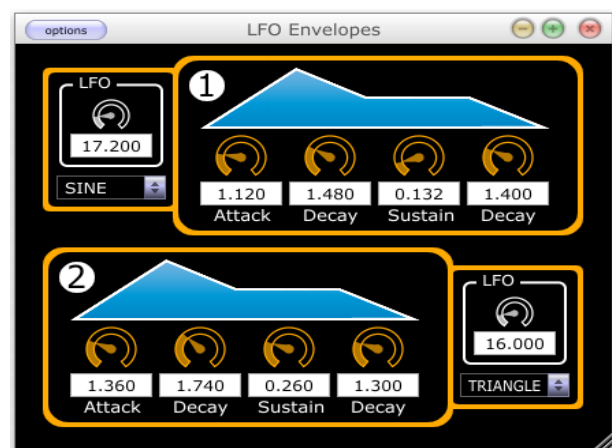 options
LFO Envelopes
LFO
17.200
SINE
1
1.120 1.480 0.132 1.400
Attack Decay Sustain Decay
2
1.360 1.740 0.260 1.300
Attack Decay Sustain Decay
LFO
16.000
TRIANGLE